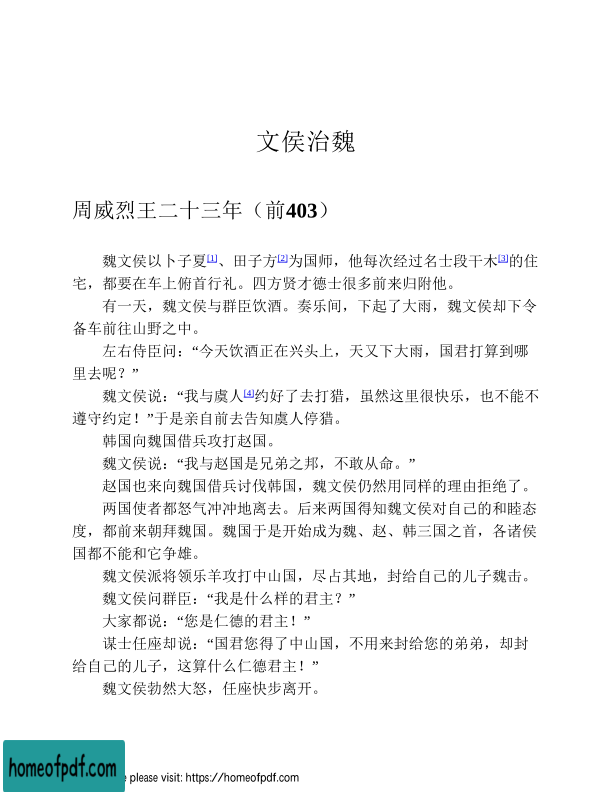 文侯治魏
周威烈王二十三年（前403）
魏文侯以卜子夏[1]、田子方[2]为国师，他每次经过名士段干木[3]的住
宅，都要在车上俯首行礼。四方贤才德士很多前来归附他。
有一天，魏文侯与群臣饮酒。奏乐间，下起了大雨，魏文侯却下令
备车前往山野之中。
左右侍臣问：“今天饮酒正在兴头上，天又下大雨，国君打算到哪
里去呢？”
魏文侯说：“我与虞人[4]约好了去打猎，虽然这里很快乐，也不能不
遵守约定！”于是亲自前去告知虞人停猎。
韩国向魏国借兵攻打赵国。
魏文侯说：“我与赵国是兄弟之邦，不敢从命。”
赵国也来向魏国借兵讨伐韩国，魏文侯仍然用同样的理由拒绝了。
两国使者都怒气冲冲地离去。后来两国得知魏文侯对自己的和睦态
度，都前来朝拜魏国。魏国于是开始成为魏、赵、韩三国之首，各诸侯
国都不能和它争雄。
魏文侯派将领乐羊攻打中山国，尽占其地，封给自己的儿子魏击。
魏文侯问群臣：“我是什么样的君主？”
大家都说：“您是仁德的君主！”
谋士任座却说：“国君您得了中山国，不用来封给您的弟弟，却封
给自己的儿子，这算什么仁德君主！”
魏文侯勃然大怒，任座快步离开。
homeofpdf.com
e please visit: https://homeofpdf.com